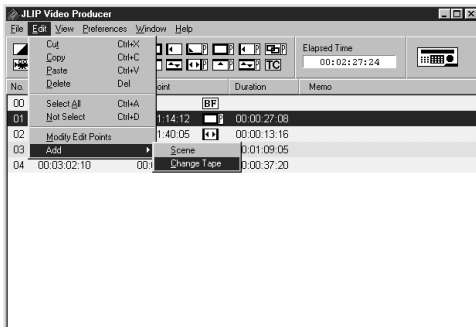 JLIP Video Producer
File Edit View Preferences Window Help
Cut Ctrl+X
Copy Ctrl+C
Paste Ctrl+V
Delete Del
Select All Ctrl+A
Not Select Ctrl+D
Modify Edit Points
Add
Scene
Change Tape
P P P
P P P TC
Elapsed Time
00:02:27:24
No. oint Duration Memo
00 BF
01 1:14:12 P 00:00:27:08
02 1:40:05 00:00:13:16
03 0:01:09:05
04 00:03:02:10 00: 0:00:37:20